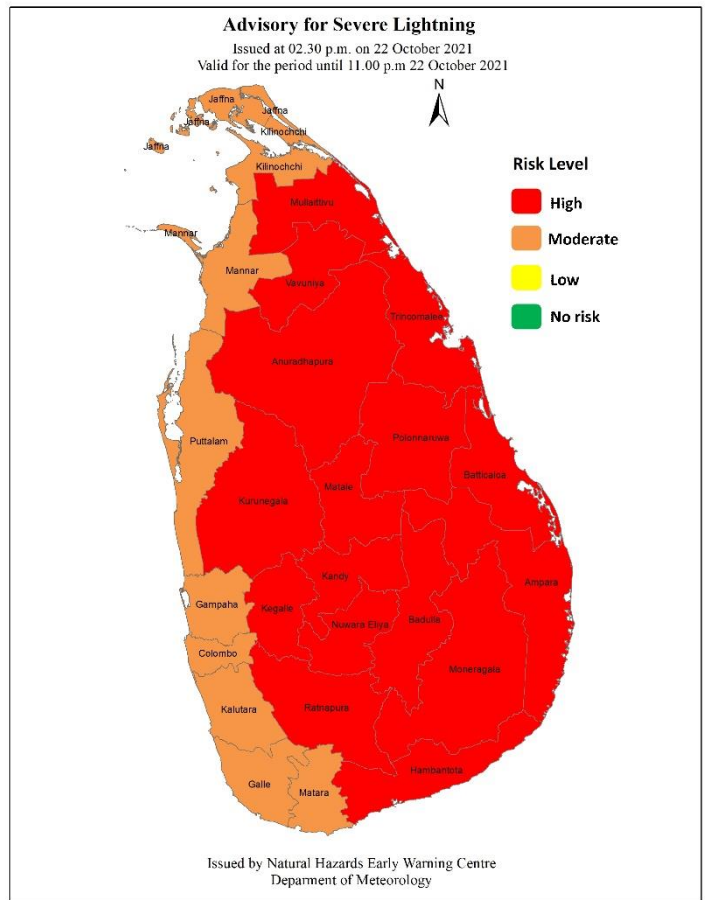 Advisory for Severe Lightning
Issued at 02.30 p.m. on 22 October 2021
Valid for the period until 11.00 p.m 22 October 2021
N
Jaffna
Jaffna
Jaffna
Kilinochchi
Jaffna
Kilinochchi
Risk Level
High
Moderate
Low
No risk
Mullaitivu
Mannar
Mannar
Vavuniya
Trincomalee
Anuradhapura
Puttalam
Polonnaruwa
Batticaloa
Matale
Kurunegala
Kandy
Ampara
Gampaha
Kegalle
Nuwara Eliya
Badulla
Colombo
Moneragala
Kalutara
Ratnapura
Hambantota
Galle
Matara
Issued by Natural Hazards Early Warning Centre
Deparment of Meteorology